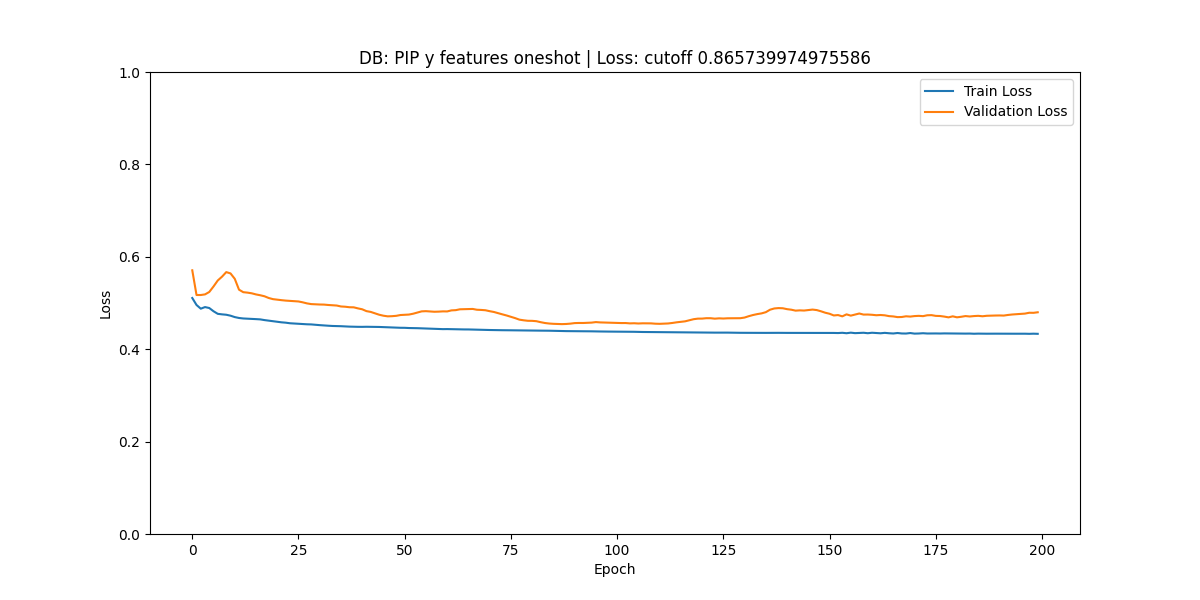 DB: PIP y features oneshot | Loss: cutoff 0.865739974975586
Train Loss
Validation Loss
1.0
0.8
0.6
0.4
0.2
0.0
Loss
0 25 50 75 100 125 150 175 200
Epoch